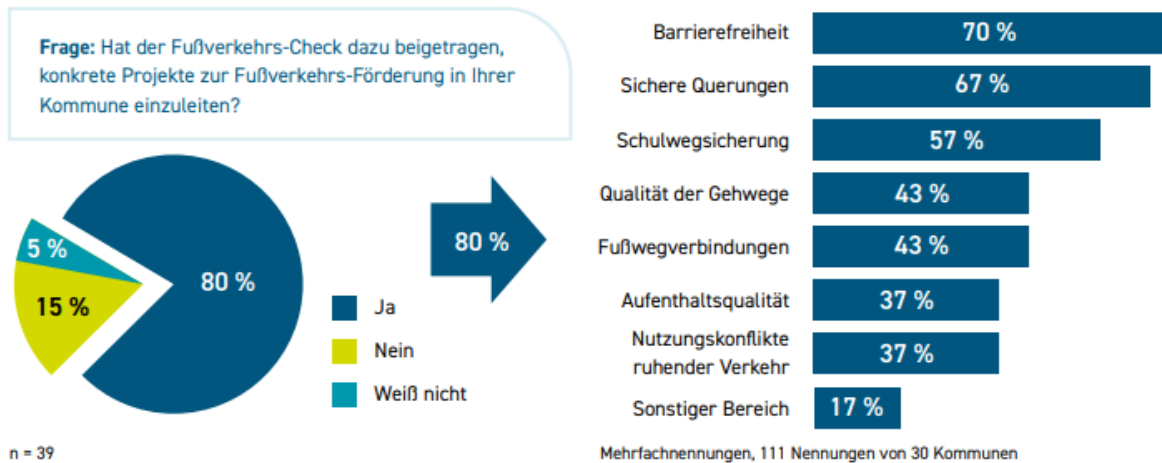 Frage: Hat der Fußverkehrs-Check dazu beigetragen,
konkrete Projekte zur Fußverkehrs-Förderung in Ihrer
Kommune einzuleiten?
5 %
15 %
80 %
Ja
Nein
Weiß nicht
n = 39
80 %
Barrierefreiheit
70 %
Sichere Querungen
67 %
Schulwegsicherung
57 %
Qualität der Gehwege
43 %
Fußwegverbindungen
43 %
Aufenthaltsqualität
37 %
Nutzungskonflikte
ruhender Verkehr
37 %
Sonstiger Bereich
17 %
Mehrfachnennungen, 111 Nennungen von 30 Kommunen